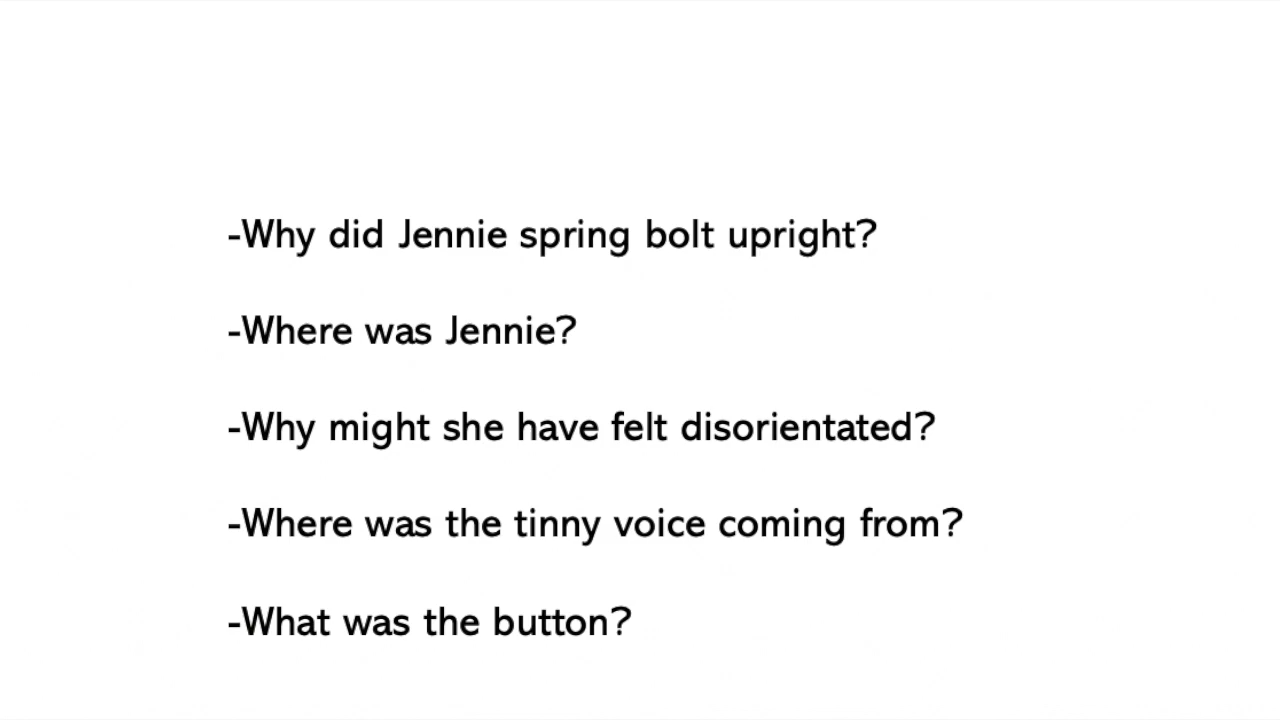 -Why did Jennie spring bolt upright?
-Where was Jennie?
-Why might she have felt disorientated?
-Where was the tinny voice coming from?
-What was the button?